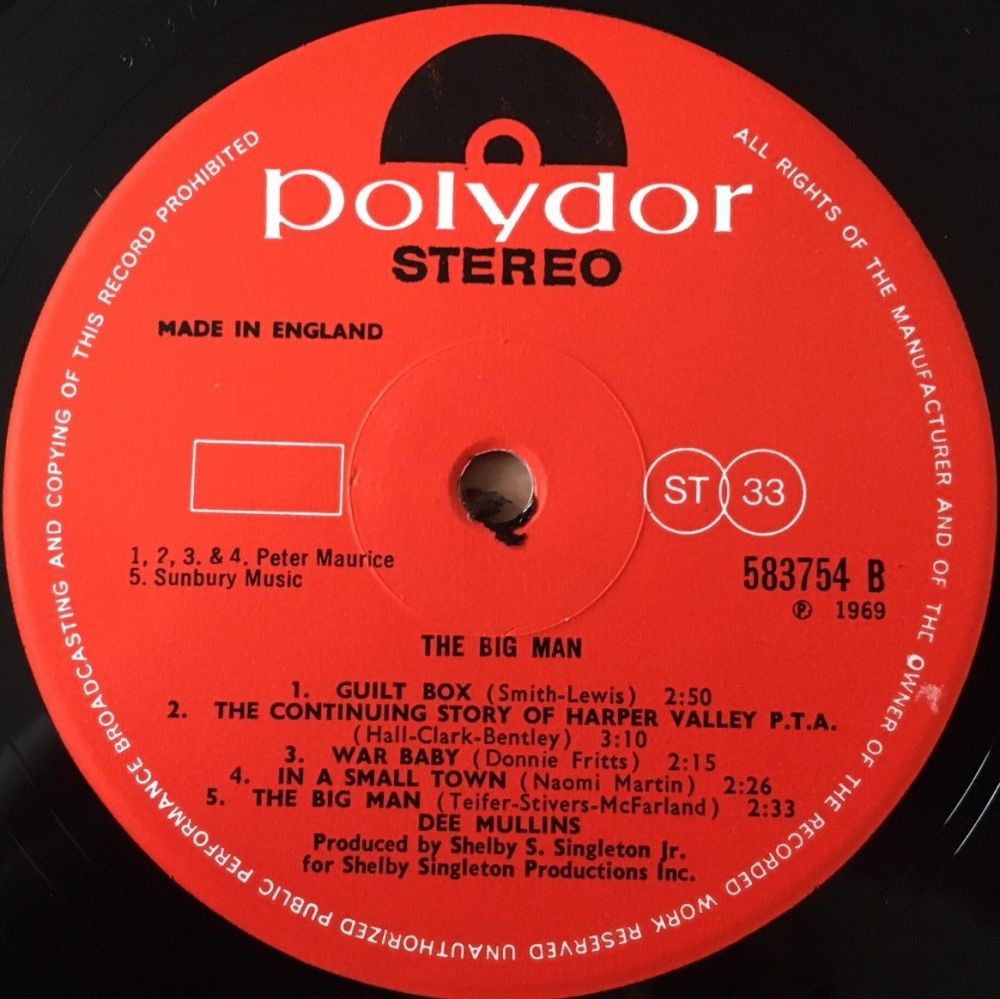 polydor
STEREO
MADE IN ENGLAND
ST 33
1, 2, 3. & 4. Peter Maurice
5. Sunbury Music
583754 B
Ⓟ 1969
THE BIG MAN
1. GUILT BOX (Smith-Lewis) 2:50
2. THE CONTINUING STORY OF HARPER VALLEY P.T.A.
(Hall-Clark-Bentley) 3:10
3. WAR BABY (Donnie Fritts) 2:15
4. IN A SMALL TOWN (Naomi Martin) 2:26
5. THE BIG MAN (Teifer-Stivers-McFarland) 2:33
DEE MULLINS
Produced by Shelby S. Singleton Jr.
for Shelby Singleton Productions Inc.
ALL RIGHTS OF THE MANUFACTURER AND OF THE OWNER OF THE RECORDED WORK RESERVED UNAUTHORIZED PUBLIC PERFORMANCE BROADCASTING AND COPYING OF THIS RECORD PROHIBITED